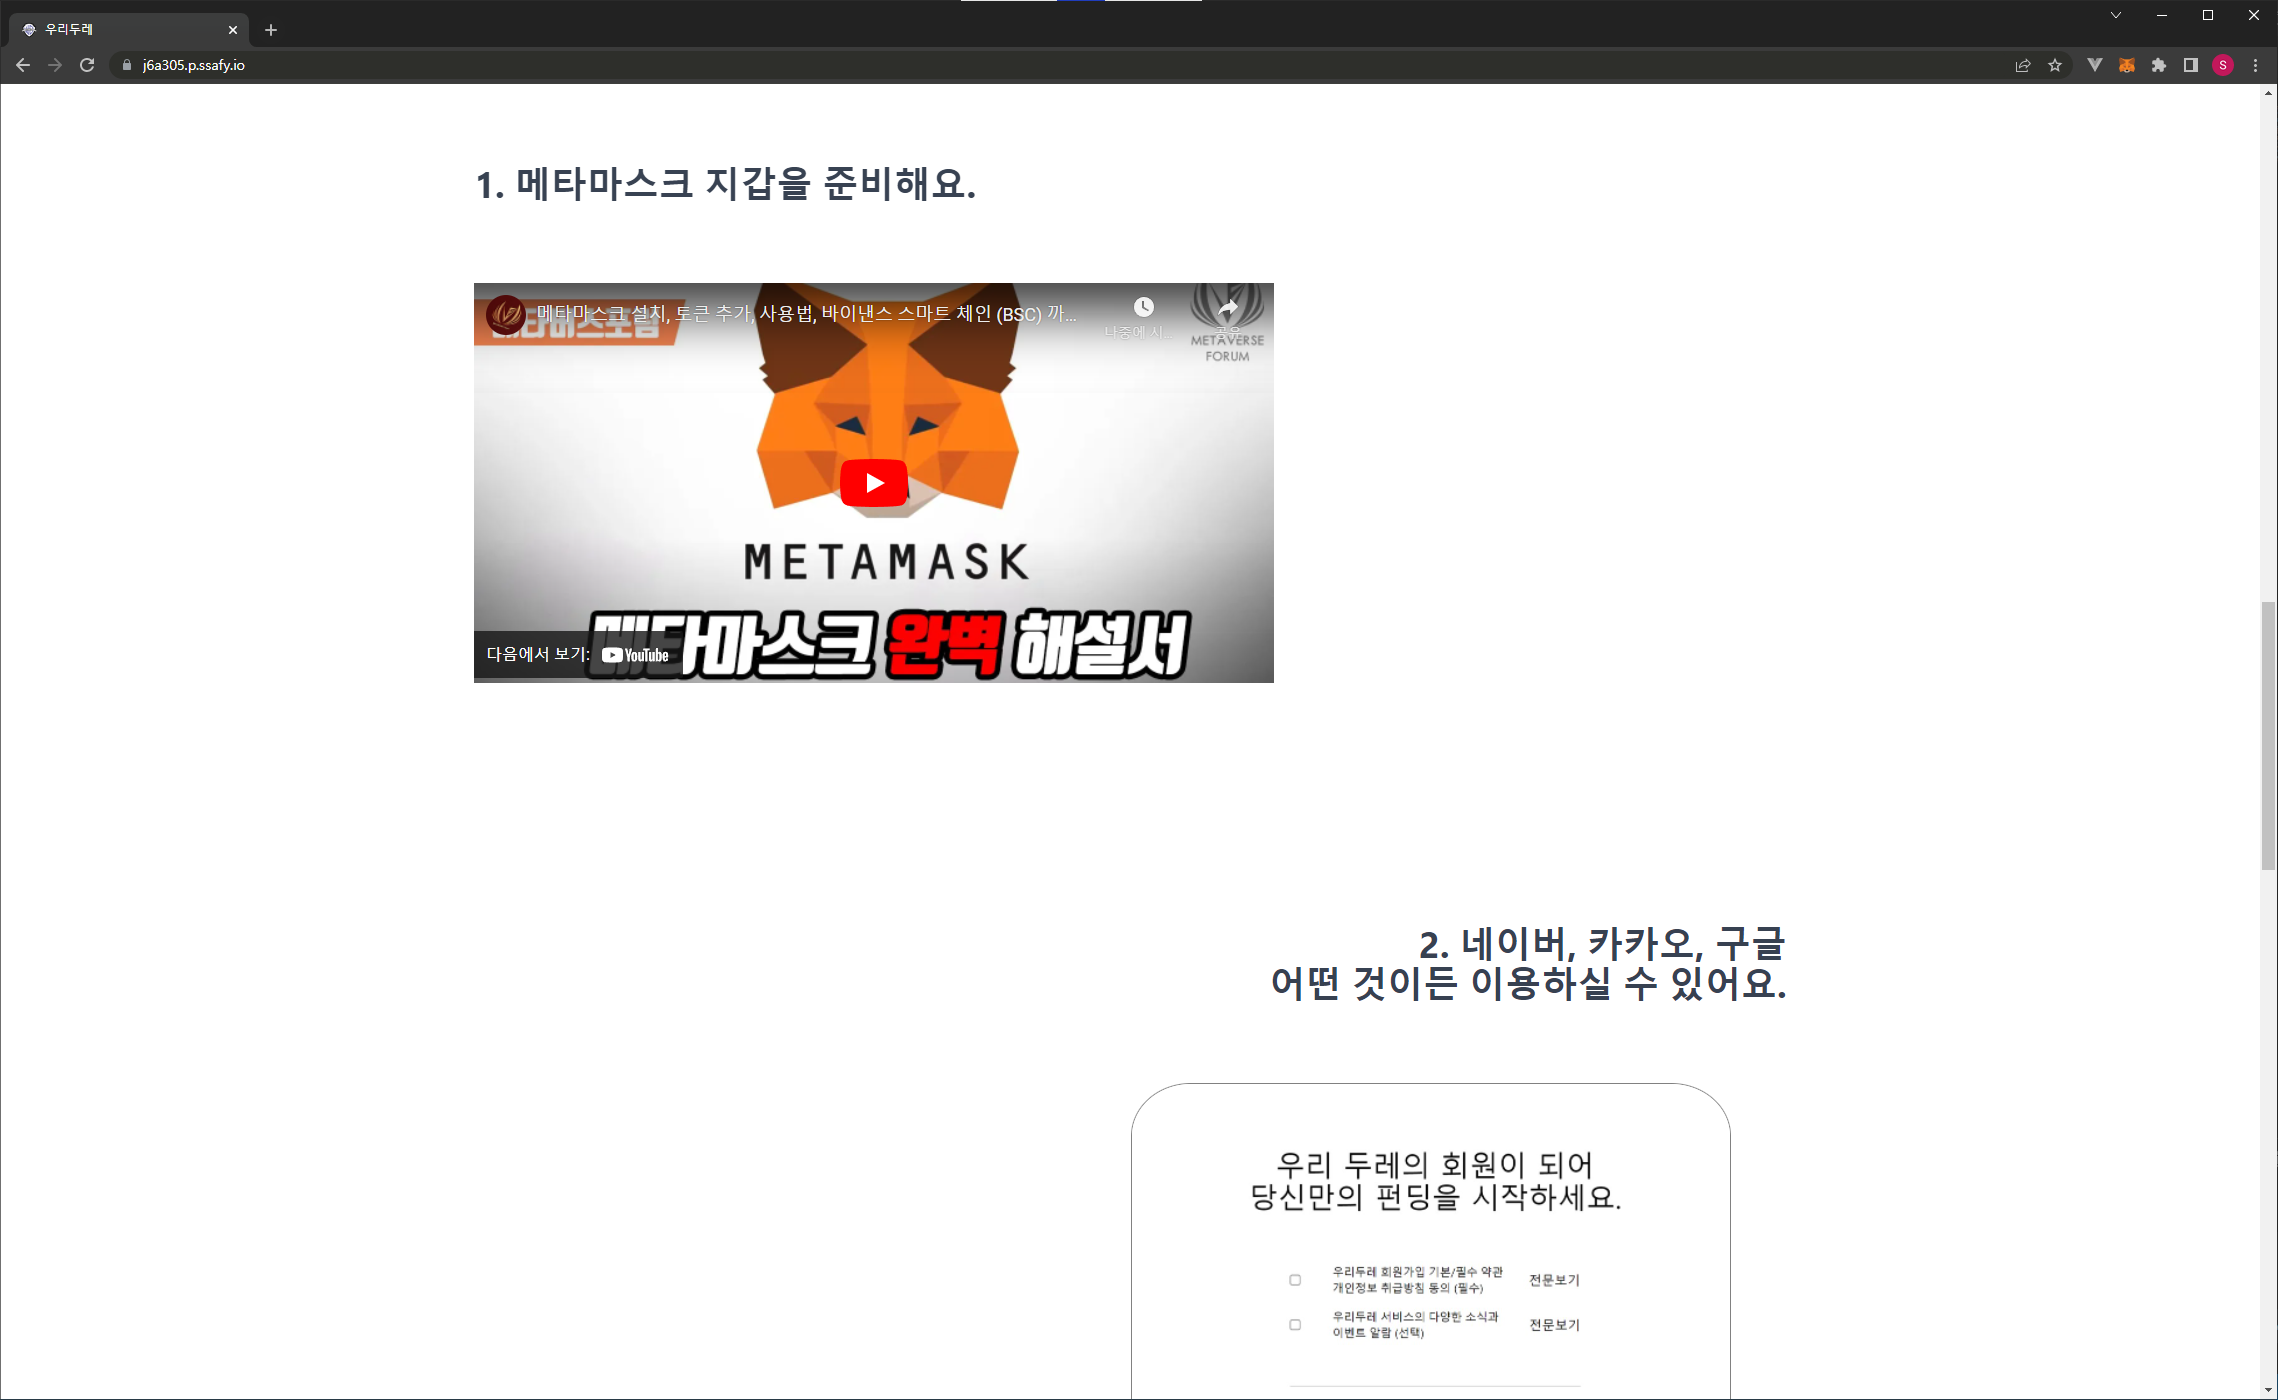 우리두레
j6a305.p.ssafy.io
S
1. 메타마스크 지갑을 준비해요.
메타마스크 설치, 토큰 추가, 사용법, 바이낸스 스마트 체인 (BSC) 까...
나중에 시...
공유
METAVERSE
FORUM
METAMASK
메타마스크 완벽 해설서
다음에서 보기: YouTube
2. 네이버, 카카오, 구글
어떤 것이든 이용하실 수 있어요.
우리 두레의 회원이 되어
당신만의 펀딩을 시작하세요.
우리두레 회원가입 기본/필수 약관
개인정보 취급방침 동의 (필수)
전문보기
우리두레 서비스의 다양한 소식과
이벤트 알람 (선택)
전문보기